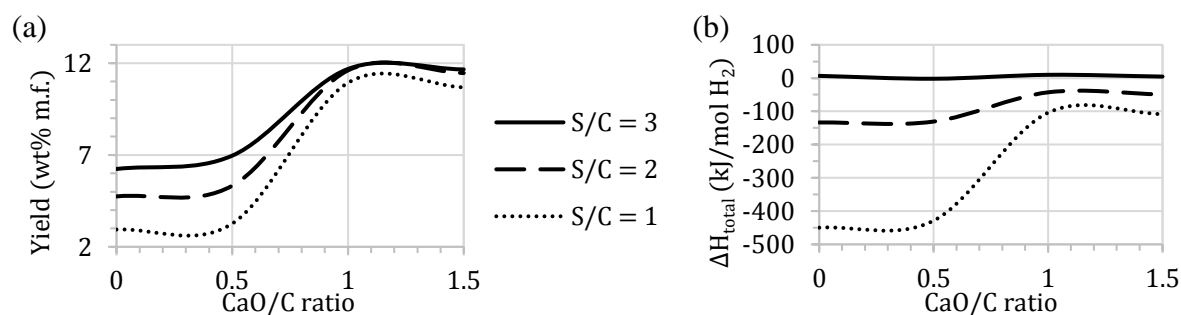 (a)
Yield (wt% m.f.)
12
7
2
0
0.5
1
1.5
CaO/C ratio
S/C = 3
S/C = 2
S/C = 1
(b)
ΔH_total (kJ/mol H₂)
100
0
-100
-200
-300
-400
-500
0
0.5
1
1.5
CaO/C ratio